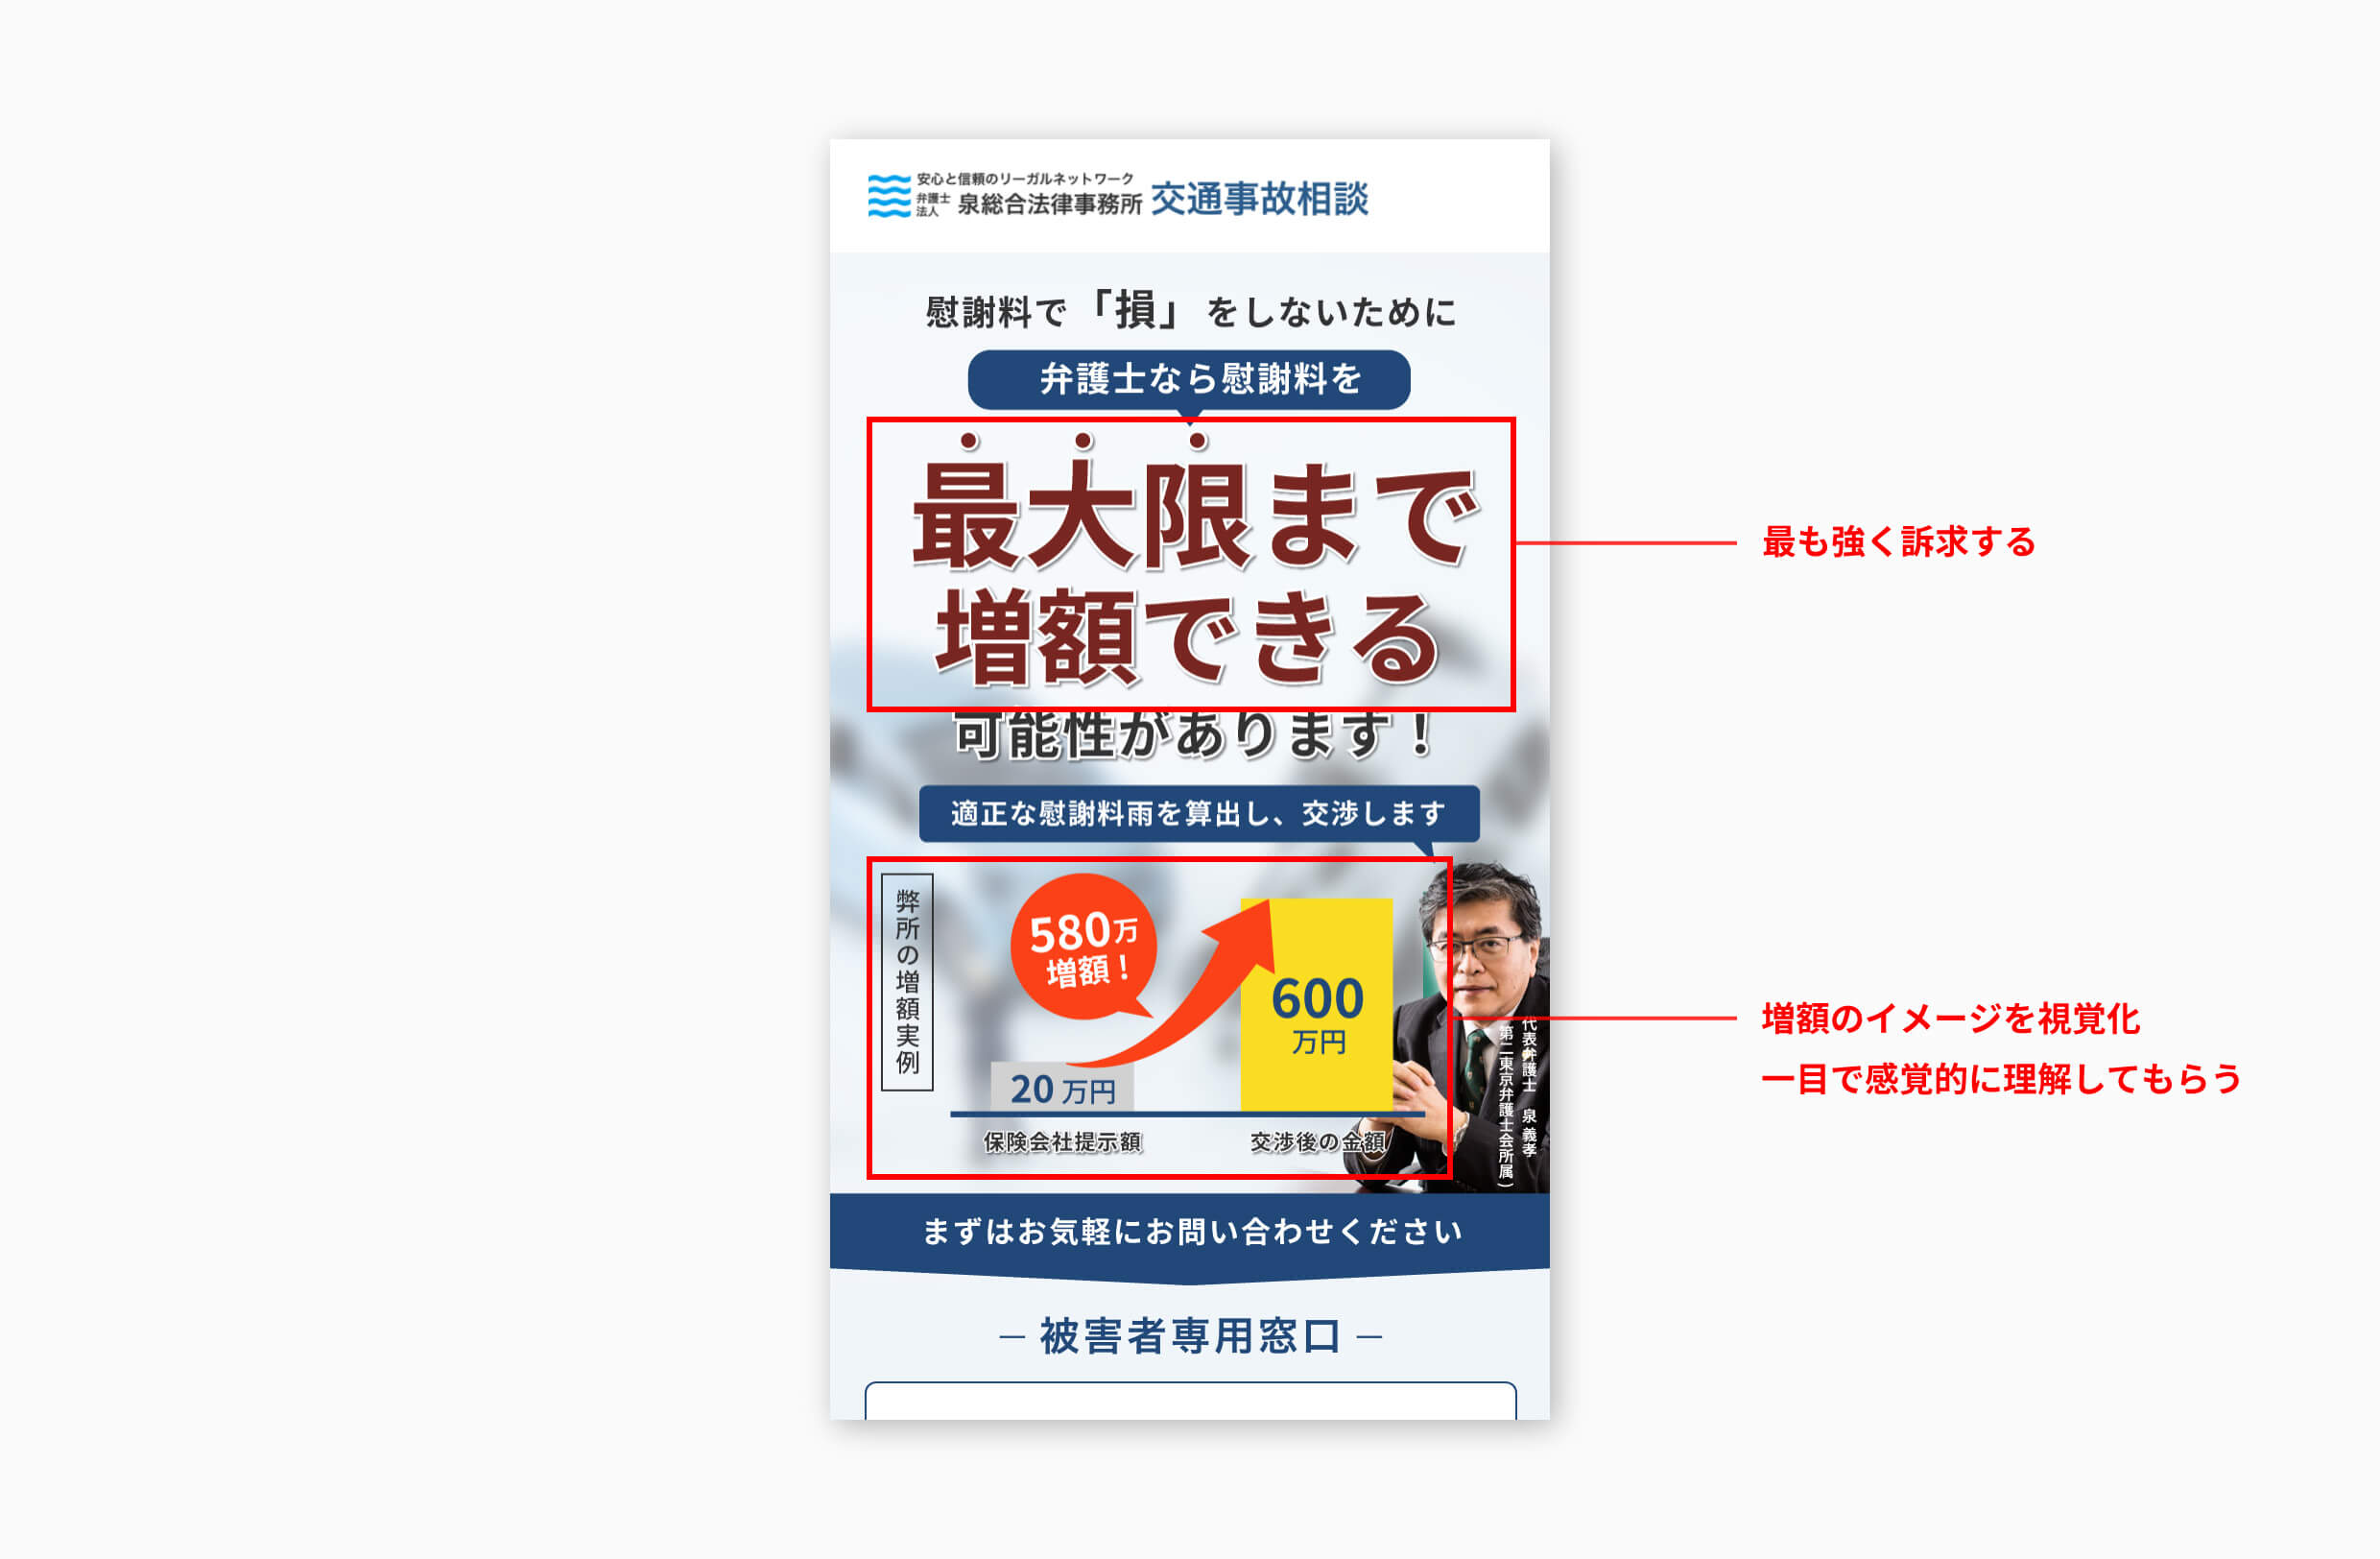 安心と信頼のリーガルネットワーク
弁護士法人 泉総合法律事務所 交通事故相談
慰謝料で「損」をしないために
弁護士なら慰謝料を
最大限まで
増額できる
可能性があります！
適正な慰謝料雨を算出し、交渉します
弊所の増額実例
580万
増額！
600
万円
20万円
保険会社提示額
交渉後の金額
代表弁護士 泉 義孝
第二東京弁護士会所属)
まずはお気軽にお問い合わせください
― 被害者専用窓口 ―
最も強く訴求する
増額のイメージを視覚化
一目で感覚的に理解してもらう